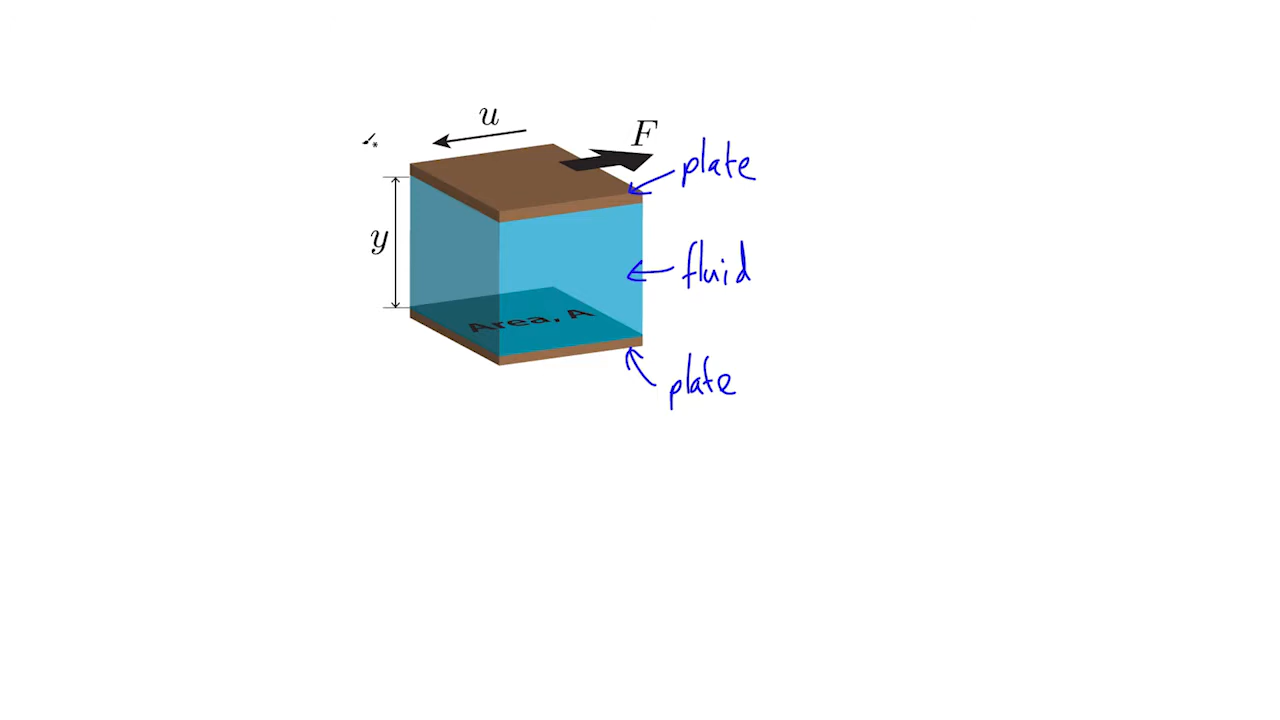 u
F
plate
y
fluid
Area, A
plate